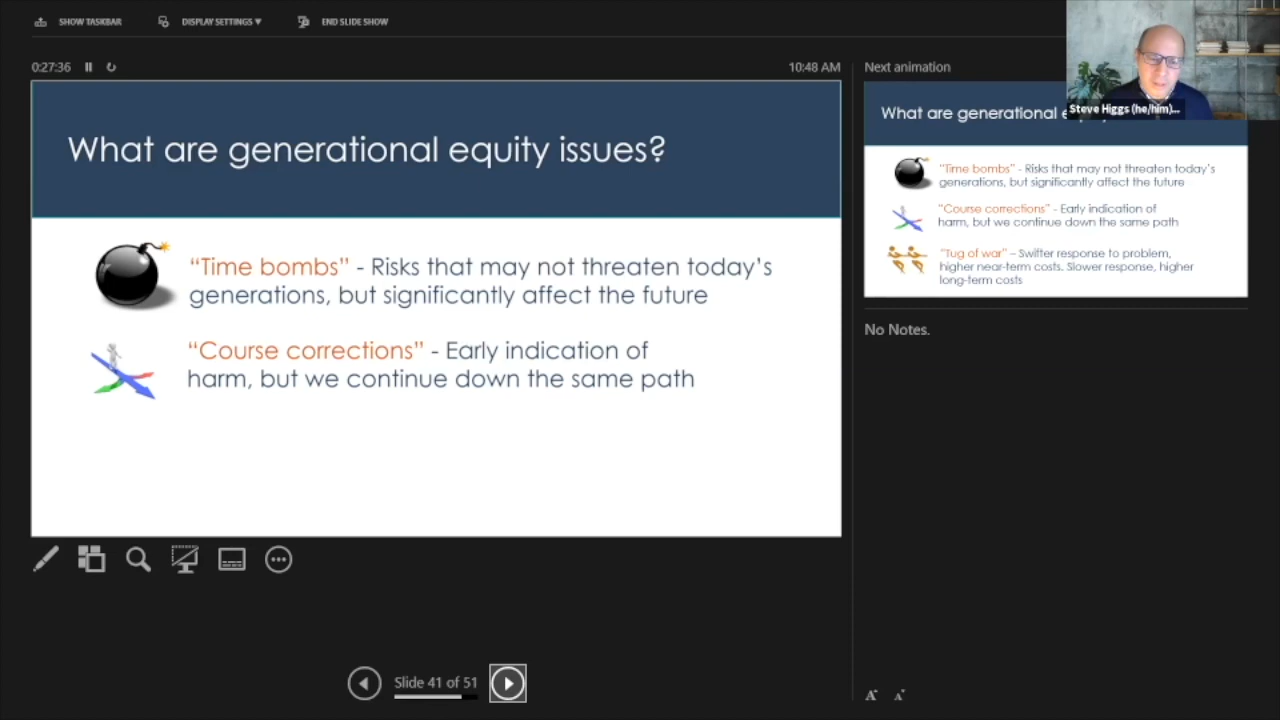 SHOW TASKBAR
DISPLAY SETTINGS ▼
END SLIDE SHOW
0:27:36
10:48 AM
What are generational equity issues?
“Time bombs” - Risks that may not threaten today’s
generations, but significantly affect the future
“Course corrections” - Early indication of
harm, but we continue down the same path
Slide 41 of 51
Next animation
Steve Higgs (he/him)...
What are generational e
“Time bombs” - Risks that may not threaten today’s
generations, but significantly affect the future
“Course corrections” - Early indication of
harm, but we continue down the same path
“Tug of war” – Swifter response to problem,
higher near-term costs. Slower response, higher
long-term costs
No Notes.
A A